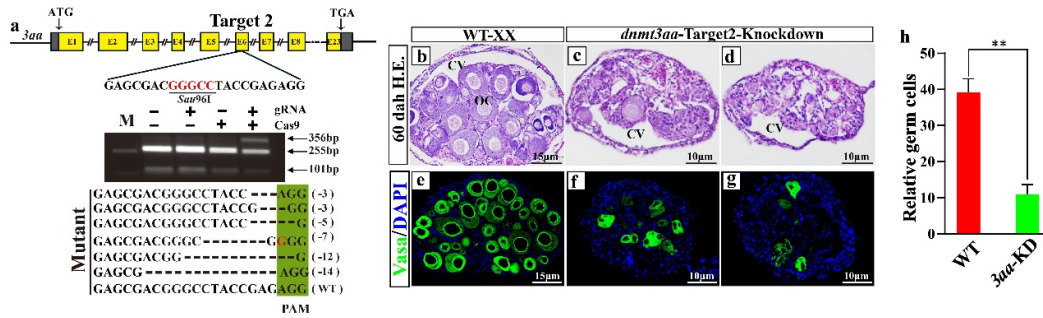 a
3aa
ATG
Target 2
TGA
E1 E2 E3 E4 E5 E6 E7 E8 E23
GAGCGACGGGCCTACCGAGAGG
Sau96I
M
– + – + gRNA
– – + + Cas9
356bp
255bp
101bp
Mutant
GAGCGACGGGCCTACC----AGG (-3)
GAGCGACGGGCCTACCG---GG (-3)
GAGCGACGGGCCTACC-----G (-5)
GAGCGACGGGC-------GGGG (-7)
GAGCGACGG------------G (-12)
GAGCG--------------AGG (-14)
GAGCGACGGGCCTACCGAGAGG (WT)
PAM
WT-XX
dnmt3aa-Target2-Knockdown
60 dah H.E.
b
CV
OC
15μm
c
CV
10μm
d
CV
10μm
Vasa/DAPI
e
15μm
f
10μm
g
10μm
h
Relative germ cells
50
40
30
20
10
0
**
WT
3aa-KD